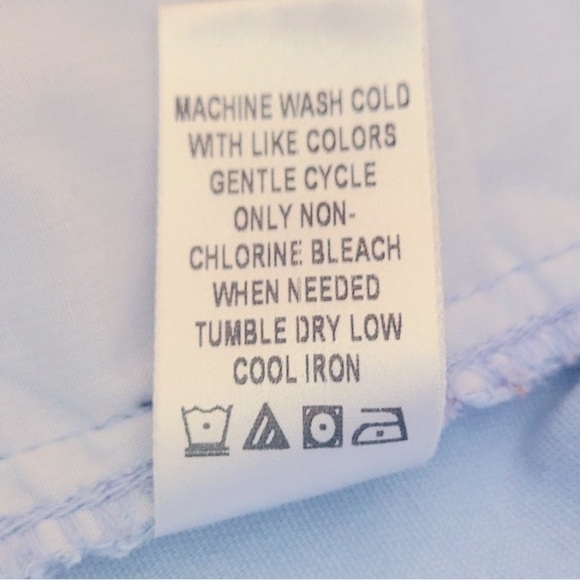 MACHINE WASH COLD
WITH LIKE COLORS
GENTLE CYCLE
ONLY NON-
CHLORINE BLEACH
WHEN NEEDED
TUMBLE DRY LOW
COOL IRON